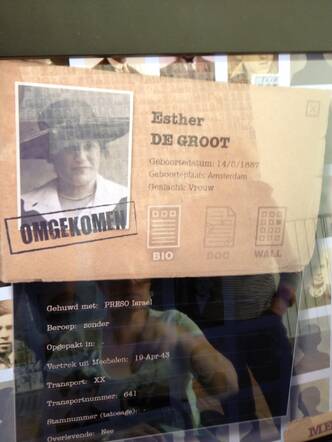 Esther
DE GROOT
Geboortedatum: 14/8/1887
Geboorteplaats: Amsterdam
Geslacht: Vrouw
OMGEKOMEN
BIO
DOC
WALL
Gehuwd met: PRESO Israel
Beroep: zonder
Opgepakt in: -
Vertrek uit Mechelen: 19-Apr-43
Transport: XX
Transportnummer: 641
Stamnummer (tatoeage): -
Overlevende: Nee